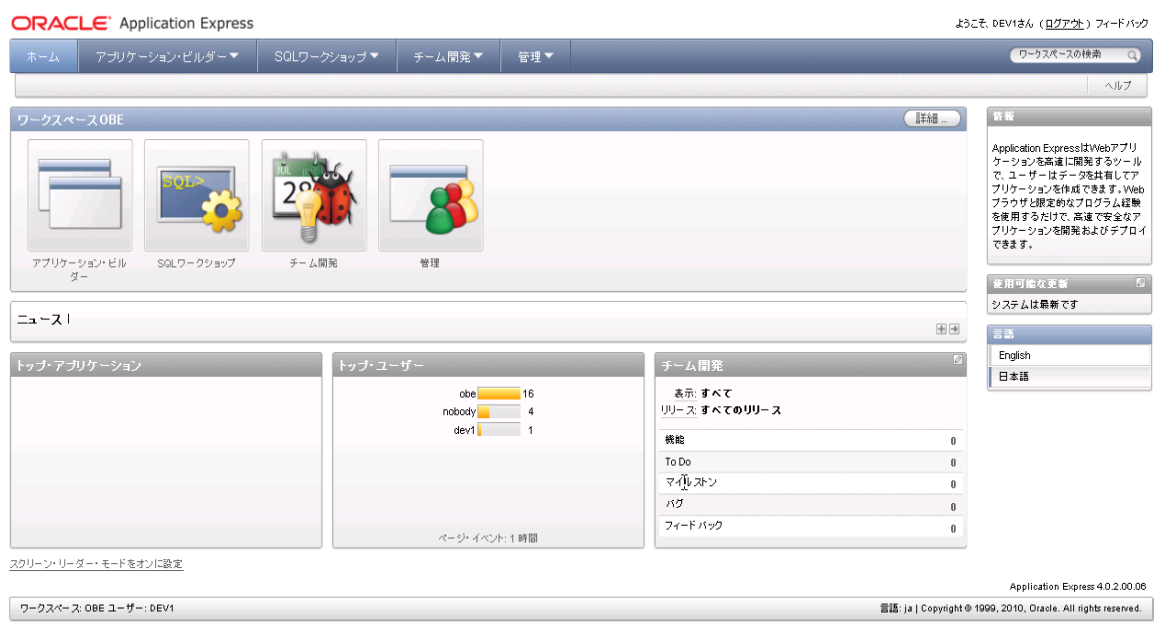 ORACLE Application Express
ようこそ, DEV1さん (ログアウト) フィードバック
ホーム アプリケーション・ビルダー SQLワークショップ チーム開発 管理
ワークスペースの検索
ヘルプ
ワークスペース OBE
詳細 ...
SQL>
JUL
アプリケーション・ビル
ダー
SQLワークショップ
チーム開発
管理
ニュース |
トップ・アプリケーション
トップ・ユーザー
obe 16
nobody 4
dev1 1
ページ・イベント: 1 時間
チーム開発
表示: すべて
リリース: すべてのリリース
機能 0
To Do 0
マイルストン 0
バグ 0
フィードバック 0
情報
Application ExpressはWebアプリ
ケーションを高速に開発するツール
で、ユーザーはデータを共有してア
プリケーションを作成できます。Web
ブラウザと限定的なプログラム経験
を使用するだけで、高速で安全なア
プリケーションを開発およびデプロイ
できます。
使用可能な更新
システムは最新です
言語
English
日本語
スクリーン・リーダー・モードをオンに設定
Application Express 4.0.2.00.06
ワークスペース: OBE ユーザー: DEV1
言語: ja | Copyright © 1999, 2010, Oracle. All rights reserved.